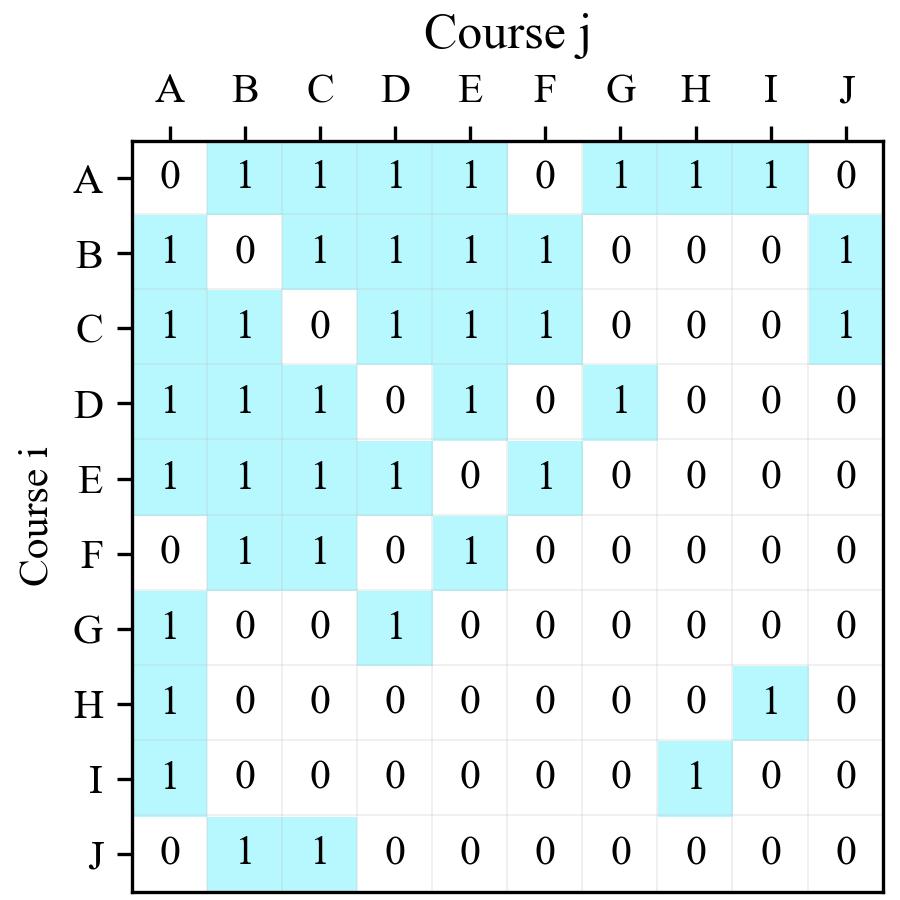 Course j
A B C D E F G H I J
Course i
A 0 1 1 1 1 0 1 1 1 0
B 1 0 1 1 1 1 0 0 0 1
C 1 1 0 1 1 1 0 0 0 1
D 1 1 1 0 1 0 1 0 0 0
E 1 1 1 1 0 1 0 0 0 0
F 0 1 1 0 1 0 0 0 0 0
G 1 0 0 1 0 0 0 0 0 0
H 1 0 0 0 0 0 0 0 1 0
I 1 0 0 0 0 0 0 1 0 0
J 0 1 1 0 0 0 0 0 0 0